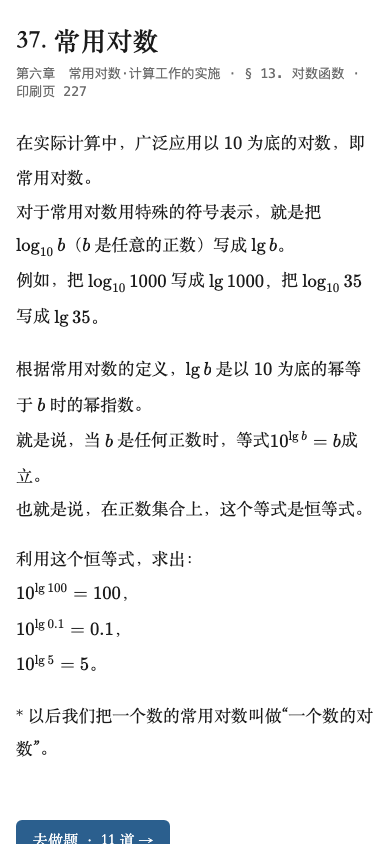 37. 常用对数
第六章 常用对数·计算工作的实施 · § 13. 对数函数 ·
印刷页 227
在实际计算中，广泛应用以 10 为底的对数，即
常用对数。
对于常用对数用特殊的符号表示，就是把
log₁₀ b（b 是任意的正数）写成 lg b。
例如，把 log₁₀ 1000 写成 lg 1000，把 log₁₀ 35
写成 lg 35。
根据常用对数的定义，lg b 是以 10 为底的幂等
于 b 时的幂指数。
就是说，当 b 是任何正数时，等式10^{lg b} = b成
立。
也就是说，在正数集合上，这个等式是恒等式。
利用这个恒等式，求出：
10^{lg 100} = 100，
10^{lg 0.1} = 0.1，
10^{lg 5} = 5。
* 以后我们把一个数的常用对数叫做“一个数的对
数”。
去做题 · 11 道 →